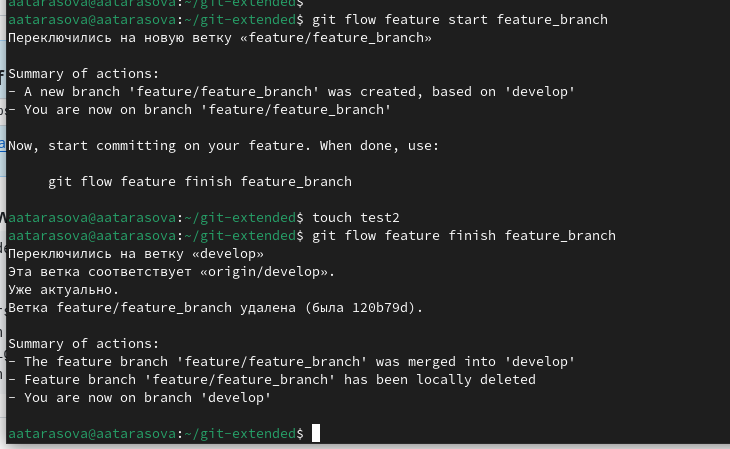 aatarasova@aatarasova:~/git-extended$
aatarasova@aatarasova:~/git-extended$ git flow feature start feature_branch
Переключились на новую ветку «feature/feature_branch»
Summary of actions:
- A new branch 'feature/feature_branch' was created, based on 'develop'
- You are now on branch 'feature/feature_branch'
Now, start committing on your feature. When done, use:
git flow feature finish feature_branch
aatarasova@aatarasova:~/git-extended$ touch test2
aatarasova@aatarasova:~/git-extended$ git flow feature finish feature_branch
Переключились на ветку «develop»
Эта ветка соответствует «origin/develop».
Уже актуально.
Ветка feature/feature_branch удалена (была 120b79d).
Summary of actions:
- The feature branch 'feature/feature_branch' was merged into 'develop'
- Feature branch 'feature/feature_branch' has been locally deleted
- You are now on branch 'develop'
aatarasova@aatarasova:~/git-extended$